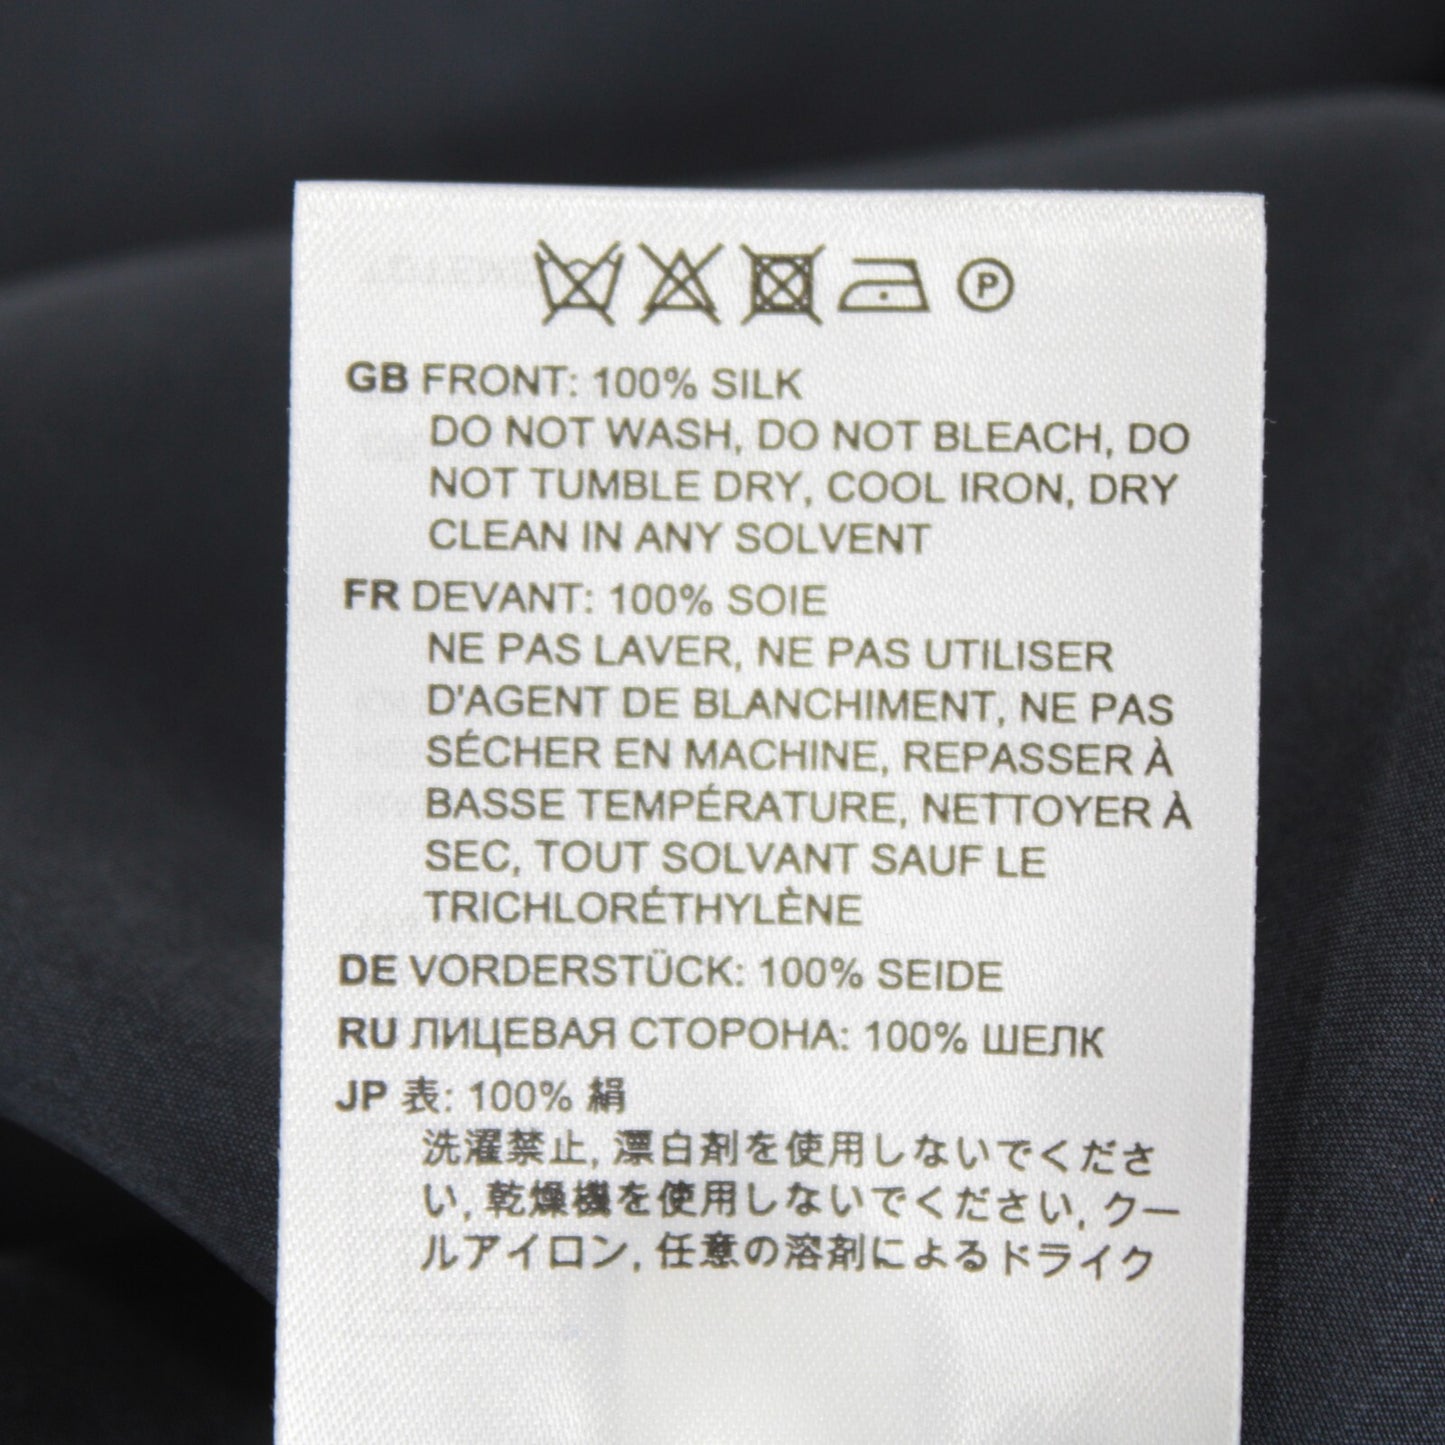 P
GB FRONT: 100% SILK
DO NOT WASH, DO NOT BLEACH, DO
NOT TUMBLE DRY, COOL IRON, DRY
CLEAN IN ANY SOLVENT
FR DEVANT: 100% SOIE
NE PAS LAVER, NE PAS UTILISER
D'AGENT DE BLANCHIMENT, NE PAS
SÉCHER EN MACHINE, REPASSER À
BASSE TEMPÉRATURE, NETTOYER À
SEC, TOUT SOLVANT SAUF LE
TRICHLORÉTHYLÈNE
DE VORDERSTÜCK: 100% SEIDE
RU ЛИЦЕВАЯ СТОРОНА: 100% ШЕЛК
JP 表: 100% 絹
洗濯禁止, 漂白剤を使用しないでくださ
い, 乾燥機を使用しないでください, クー
ルアイロン, 任意の溶剤によるドライク